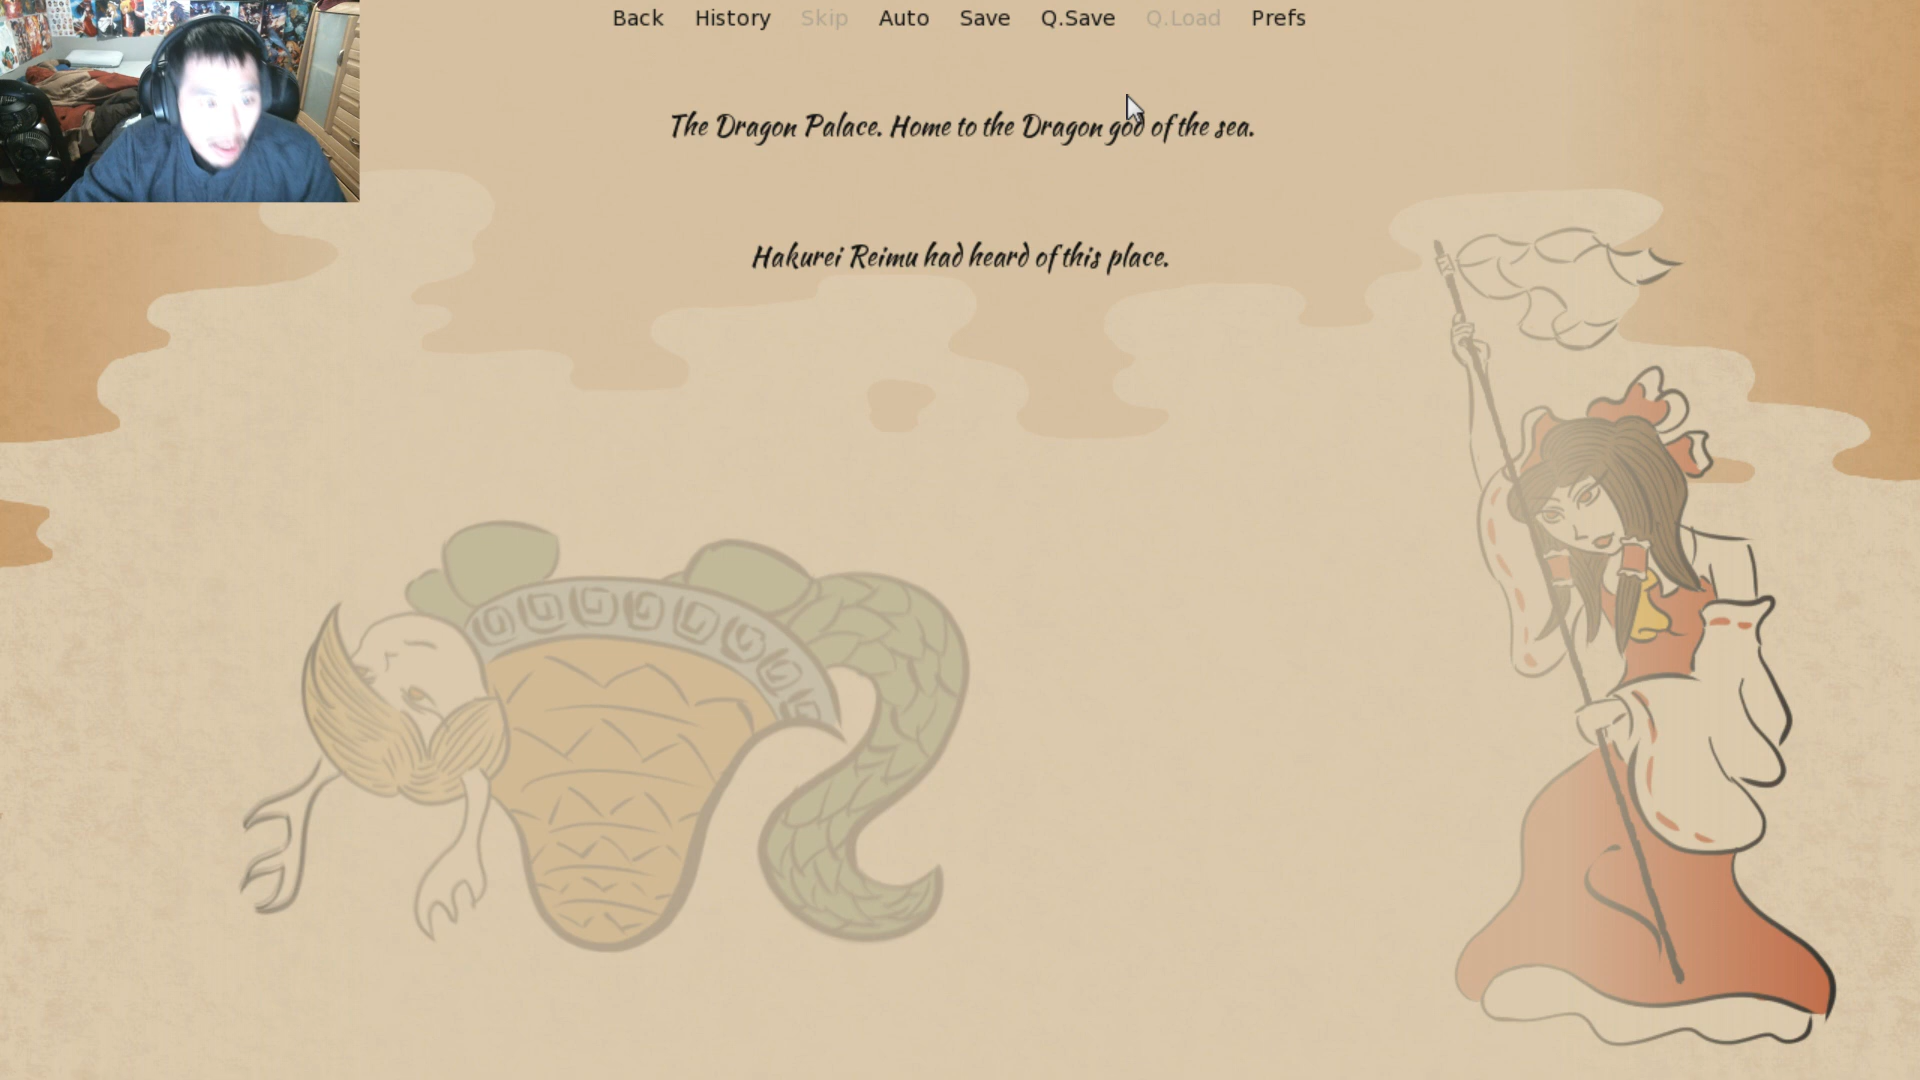 Back History Skip Auto Save Q.Save Q.Load Prefs
The Dragon Palace. Home to the Dragon god of the sea.
Hakurei Reimu had heard of this place.